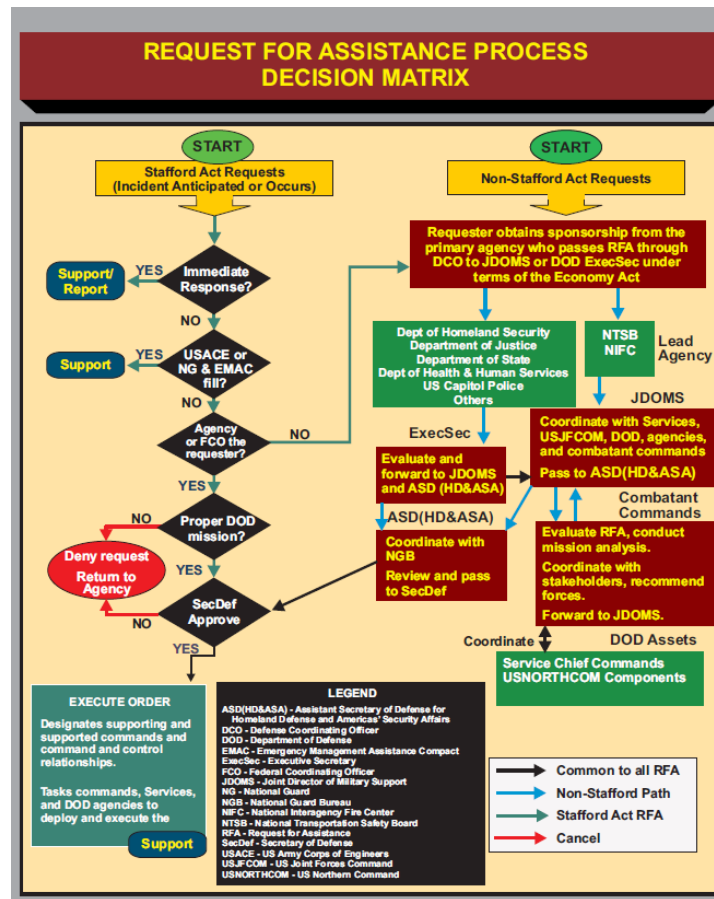 REQUEST FOR ASSISTANCE PROCESS
DECISION MATRIX
START
Stafford Act Requests
(Incident Anticipated or Occurs)
START
Non-Stafford Act Requests
Requester obtains sponsorship from the
primary agency who passes RFA through
DCO to JDOMS or DOD ExecSec under
terms of the Economy Act
Support/
Report
YES
Immediate
Response?
NO
Support
YES
USACE or
NG & EMAC
fill?
NO
Agency
or FCO the
requester?
NO
YES
Dept of Homeland Security
Department of Justice
Department of State
Dept of Health & Human Services
US Capitol Police
Others
NTSB
NIFC
Lead
Agency
JDOMS
Coordinate with Services,
USJFCOM, DOD, agencies,
and combatant commands
Pass to ASD(HD&ASA)
ExecSec
Evaluate and
forward to JDOMS
and ASD (HD&ASA)
Combatant
Commands
Evaluate RFA, conduct
mission analysis.
Coordinate with
stakeholders, recommend
forces.
Forward to JDOMS.
ASD(HD&ASA)
Coordinate with
NGB
Review and pass
to SecDef
NO
Proper DOD
mission?
Deny request
Return to
Agency
YES
NO
SecDef
Approve
YES
Coordinate
DOD Assets
Service Chief Commands
USNORTHCOM Components
EXECUTE ORDER
Designates supporting and
supported commands and
command and control
relationships.
Tasks commands, Services,
and DOD agencies to
deploy and execute the
Support
LEGEND
ASD(HD&ASA) - Assistant Secretary of Defense for
Homeland Defense and Americas' Security Affairs
DCO - Defense Coordinating Officer
DOD - Department of Defense
EMAC - Emergency Management Assistance Compact
ExecSec - Executive Secretary
FCO - Federal Coordinating Officer
JDOMS - Joint Director of Military Support
NG - National Guard
NGB - National Guard Bureau
NIFC - National Interagency Fire Center
NTSB - National Transportation Safety Board
RFA - Request for Assistance
SecDef - Secretary of Defense
USACE - US Army Corps of Engineers
USJFCOM - US Joint Forces Command
USNORTHCOM - US Northern Command
Common to all RFA
Non-Stafford Path
Stafford Act RFA
Cancel